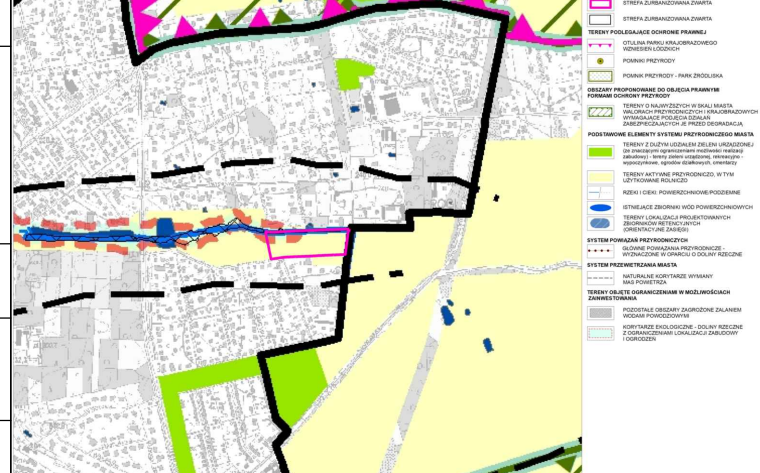 STREFA ZURBANIZOWANA ZWARTA
STREFA ZURBANIZOWANA ZWARTA
TERENY PODLEGAJĄCE OCHRONIE PRAWNEJ
OTULINA PARKU KRAJOBRAZOWEGO
WZNIESIEŃ ŁÓDZKICH
POMNIKI PRZYRODY
POMNIK PRZYRODY - PARK ŹRÓDLISKA
OBSZARY PROPONOWANE DO OBJĘCIA PRAWNYMI
FORMAMI OCHRONY PRZYRODY
TERENY O NAJWYŻSZYCH W SKALI MIASTA
WALORACH PRZYRODNICZYCH I KRAJOBRAZOWYCH
WYMAGAJĄCE PODJĘCIA DZIAŁAŃ
ZABEZPIECZAJĄCYCH JE PRZED DEGRADACJĄ
PODSTAWOWE ELEMENTY SYSTEMU PRZYRODNICZEGO MIASTA
TERENY Z DUŻYM UDZIAŁEM ZIELENI URZĄDZONEJ
(ze znaczącymi ograniczeniami możliwości realizacji
zabudowy) - tereny zieleni urządzonej, rekreacyjno -
wypoczynkowe, ogrodów działkowych, cmentarzy
TERENY AKTYWNE PRZYRODNICZO, W TYM
UŻYTKOWANE ROLNICZO
RZEKI I CIEKI: POWIERZCHNIOWE/PODZIEMNE
ISTNIEJĄCE ZBIORNIKI WÓD POWIERZCHNIOWYCH
TERENY LOKALIZACJI PROJEKTOWANYCH
ZBIORNIKÓW RETENCYJNYCH
(ORIENTACYJNE ZASIĘGI)
SYSTEM POWIĄZAŃ PRZYRODNICZYCH
GŁÓWNE POWIĄZANIA PRZYRODNICZE -
WYZNACZONE W OPARCIU O DOLINY RZECZNE
SYSTEM PRZEWIETRZANIA MIASTA
NATURALNE KORYTARZE WYMIANY
MAS POWIETRZA
TERENY OBJĘTE OGRANICZENIAMI W MOŻLIWOŚCIACH
ZAINWESTOWANIA
POZOSTAŁE OBSZARY ZAGROŻONE ZALANIEM
WODAMI POWODZIOWYMI
KORYTARZE EKOLOGICZNE - DOLINY RZECZNE
Z OGRANICZENIAMI LOKALIZACJI ZABUDOWY
I OGRODZEŃ